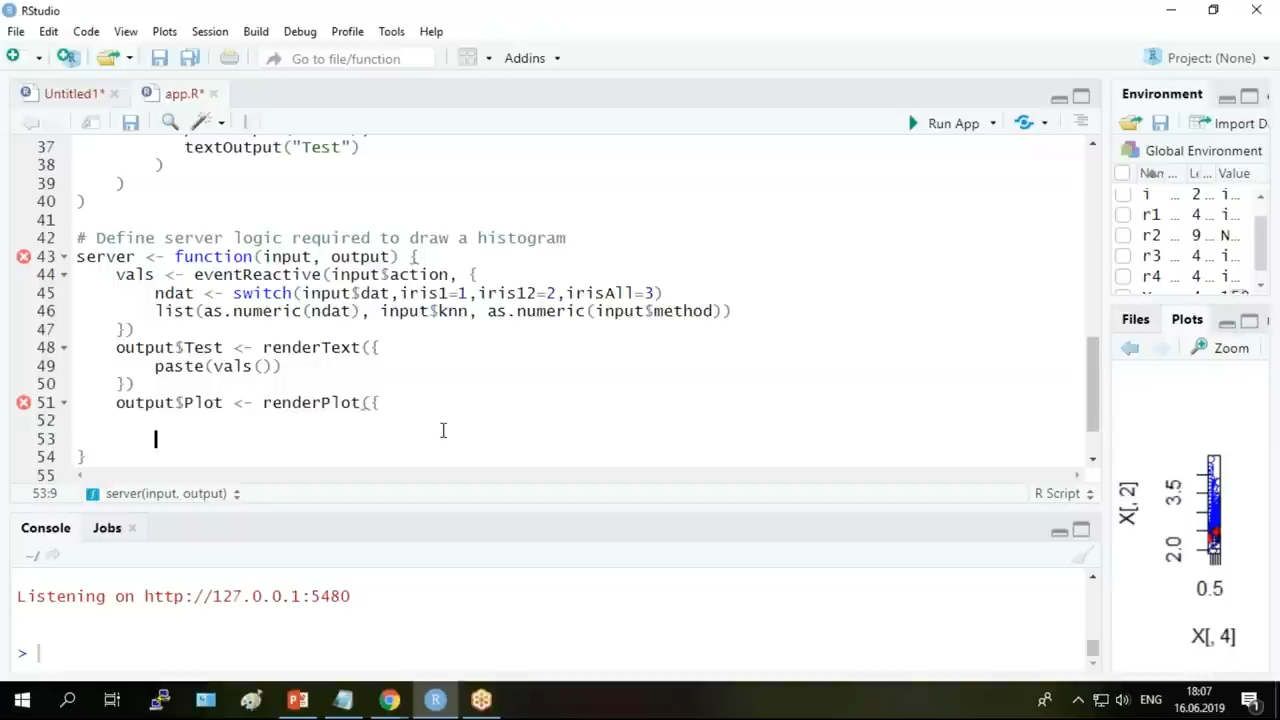 RStudio
File Edit Code View Plots Session Build Debug Profile Tools Help
Go to file/function Addins Project: (None)
Untitled1* app.R*
Run App
37 textOutput("Test")
38 )
39 )
40 )
41
42 # Define server logic required to draw a histogram
43 server <- function(input, output) {
44 vals <- eventReactive(input$action, {
45 ndat <- switch(input$dat,iris1=1,iris12=2,irisAll=3)
46 list(as.numeric(ndat), input$knn, as.numeric(input$method))
47 })
48 output$Test <- renderText({
49 paste(vals())
50 })
51 output$Plot <- renderPlot({
52
53
54 }
55
53:9 server(input, output) R Script
Console Jobs
~/
Listening on http://127.0.0.1:5480
>
Environment
Import D
Global Environment
Value
i ... 2... i...
r1 ... 4... i...
r2 ... 9... N...
r3 ... 4... i...
r4 ... 4... i...
Files Plots
Zoom
X[, 2]
3.5
2.0
0.5
X[, 4]
ENG
18:07
16.06.2019